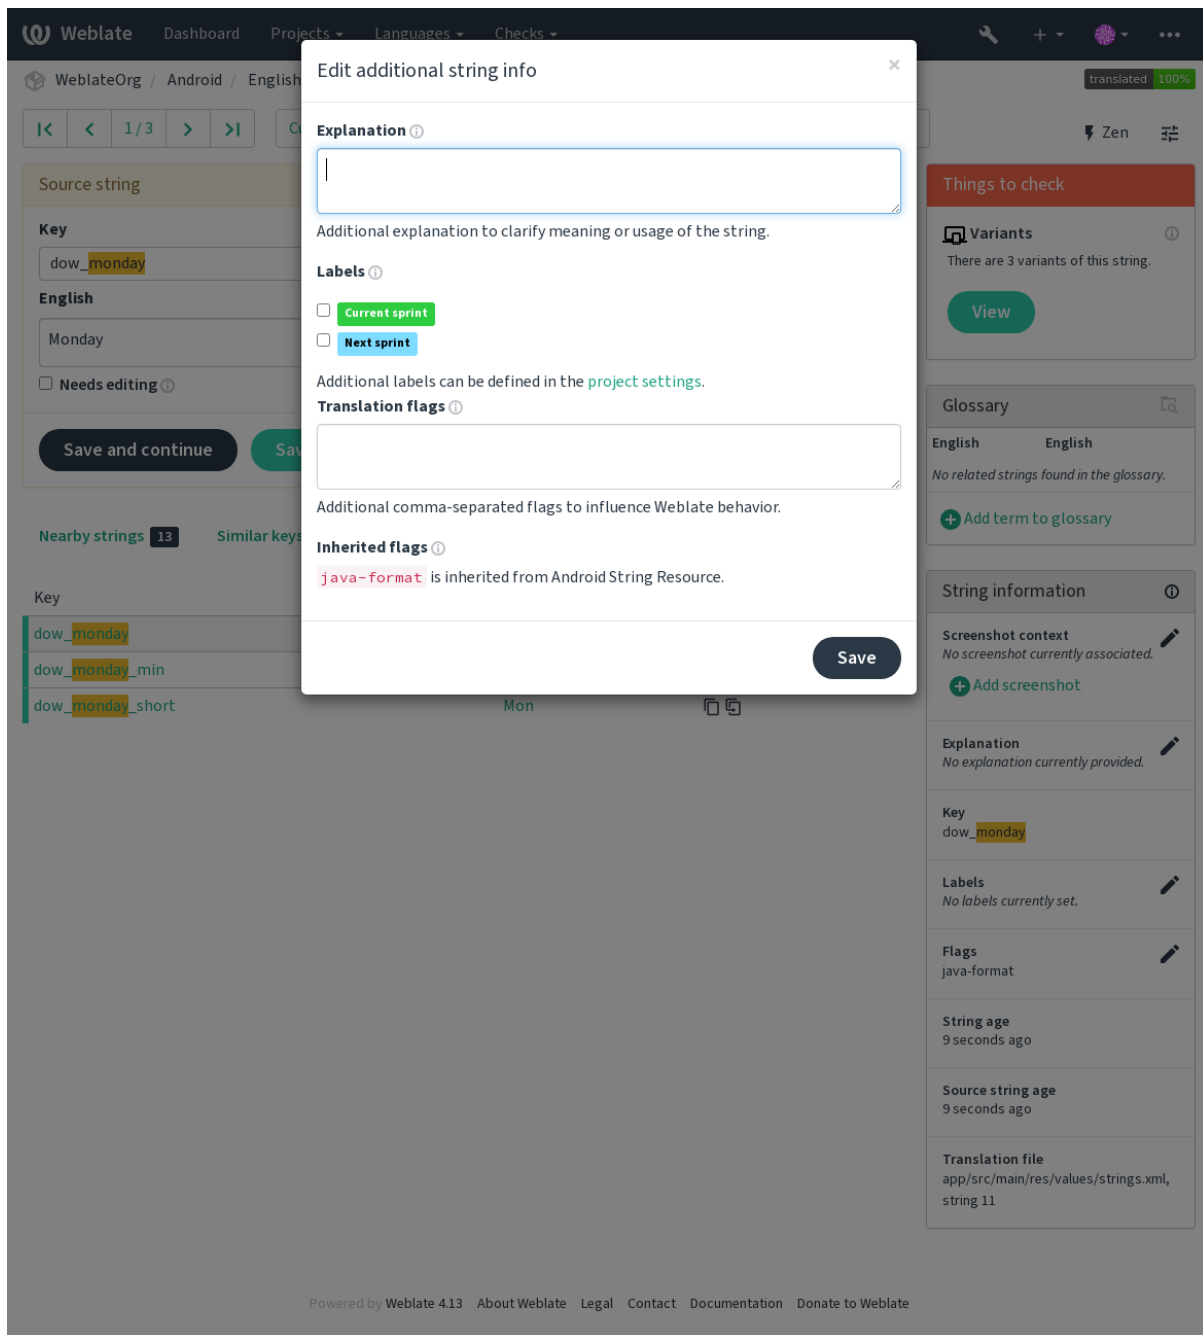 Weblate Dashboard Projects Languages Checks
WeblateOrg / Android / English
translated 100%
1 / 3
Zen
Edit additional string info
×
Explanation
Additional explanation to clarify meaning or usage of the string.
Labels
Current sprint
Next sprint
Additional labels can be defined in the project settings.
Translation flags
Additional comma-separated flags to influence Weblate behavior.
Inherited flags
java-format is inherited from Android String Resource.
Save
Source string
Key
dow_monday
English
Monday
Needs editing
Save and continue
Nearby strings 13 Similar keys
Key
dow_monday
dow_monday_min
dow_monday_short Mon
Things to check
Variants
There are 3 variants of this string.
View
Glossary
English English
No related strings found in the glossary.
Add term to glossary
String information
Screenshot context
No screenshot currently associated.
Add screenshot
Explanation
No explanation currently provided.
Key
dow_monday
Labels
No labels currently set.
Flags
java-format
String age
9 seconds ago
Source string age
9 seconds ago
Translation file
app/src/main/res/values/strings.xml,
string 11
Powered by Weblate 4.13 About Weblate Legal Contact Documentation Donate to Weblate